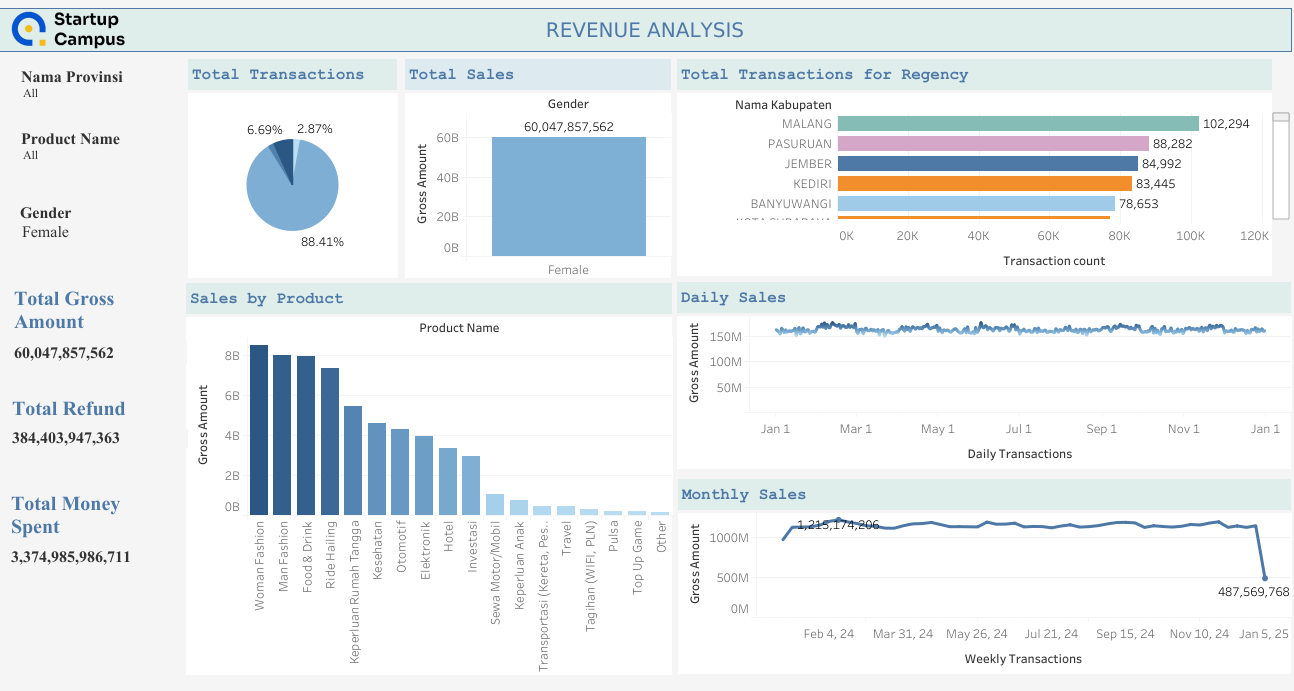 Startup
Campus
REVENUE ANALYSIS
Nama Provinsi
All
Product Name
All
Gender
Female
Total Gross
Amount
60,047,857,562
Total Refund
384,403,947,363
Total Money
Spent
3,374,985,986,711
Total Transactions
6.69%
2.87%
88.41%
Total Sales
Gender
60,047,857,562
Gross Amount
60B
40B
20B
0B
Female
Total Transactions for Regency
Nama Kabupaten
MALANG
102,294
PASURUAN
88,282
JEMBER
84,992
KEDIRI
83,445
BANYUWANGI
78,653
0K
20K
40K
60K
80K
100K
120K
Transaction count
Sales by Product
Product Name
Gross Amount
8B
6B
4B
2B
0B
Woman Fashion
Man Fashion
Food & Drink
Ride Hailing
Keperluan Rumah Tangga
Kesehatan
Otomotif
Elektronik
Hotel
Investasi
Sewa Motor/Mobil
Keperluan Anak
Transportasi (Kereta, Pes..
Travel
Tagihan (WIFI, PLN)
Pulsa
Top Up Game
Other
Daily Sales
Gross Amount
150M
100M
50M
Jan 1
Mar 1
May 1
Jul 1
Sep 1
Nov 1
Jan 1
Daily Transactions
Monthly Sales
Gross Amount
1,215,174,206
1000M
500M
487,569,768
0M
Feb 4, 24
Mar 31, 24
May 26, 24
Jul 21, 24
Sep 15, 24
Nov 10, 24
Jan 5, 25
Weekly Transactions